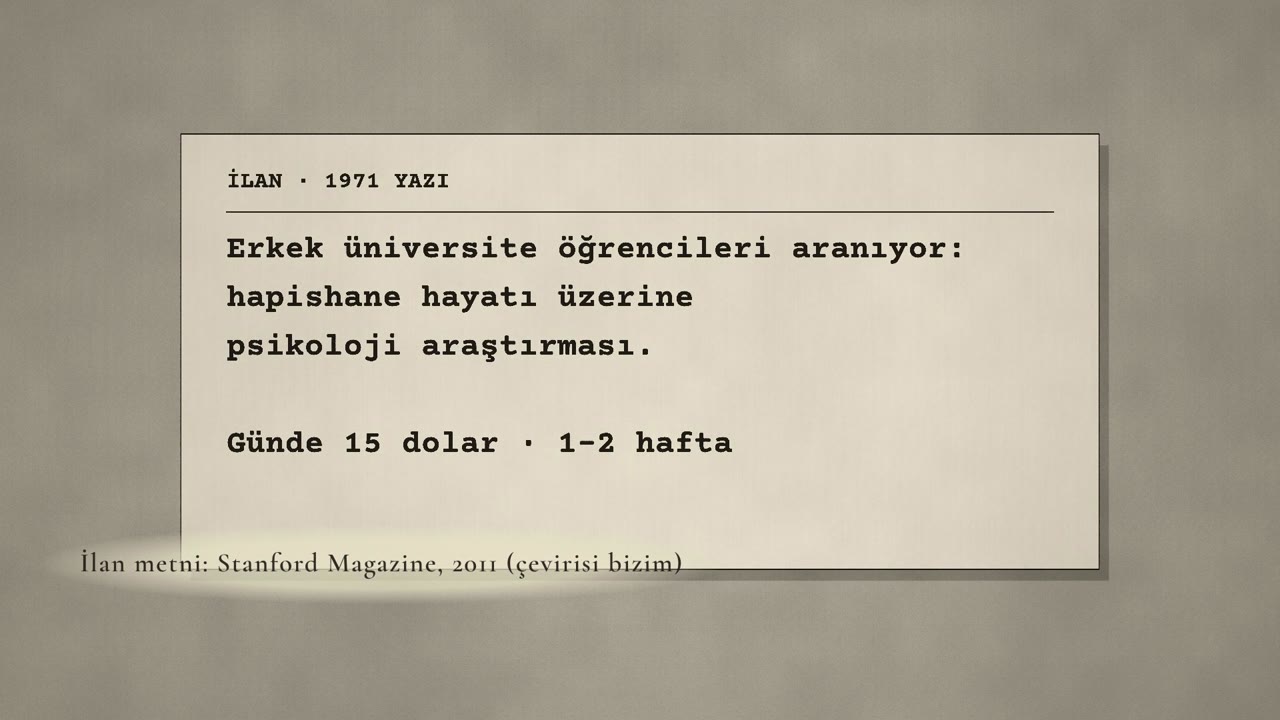 İLAN · 1971 YAZI
Erkek üniversite öğrencileri aranıyor:
hapishane hayatı üzerine
psikoloji araştırması.
Günde 15 dolar · 1–2 hafta
İlan metni: Stanford Magazine, 2011 (çevirisi bizim)